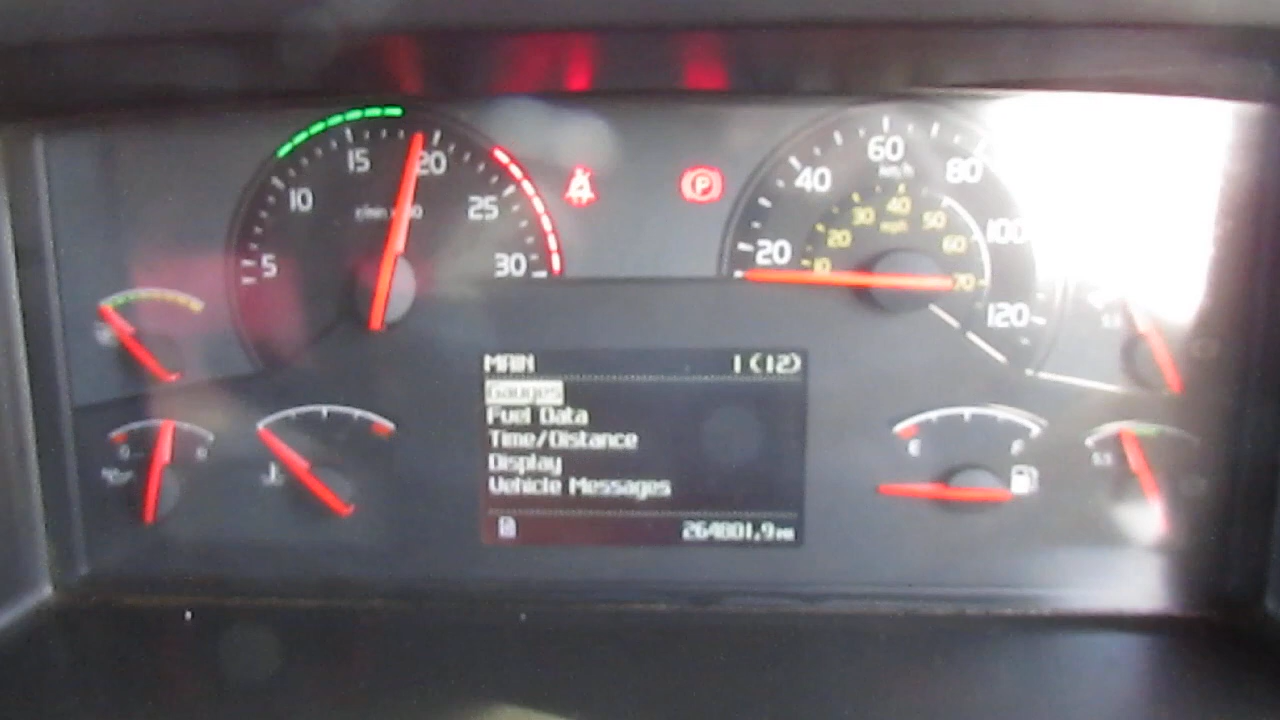 5
10
15
20
25
30
P
20
40
60
80
100
120
km/h
10
20
30
40
50
60
70
mph
MAIN 1 (12)
Gauges
Fuel Data
Time/Distance
Display
Vehicle Messages
264801.9
E F